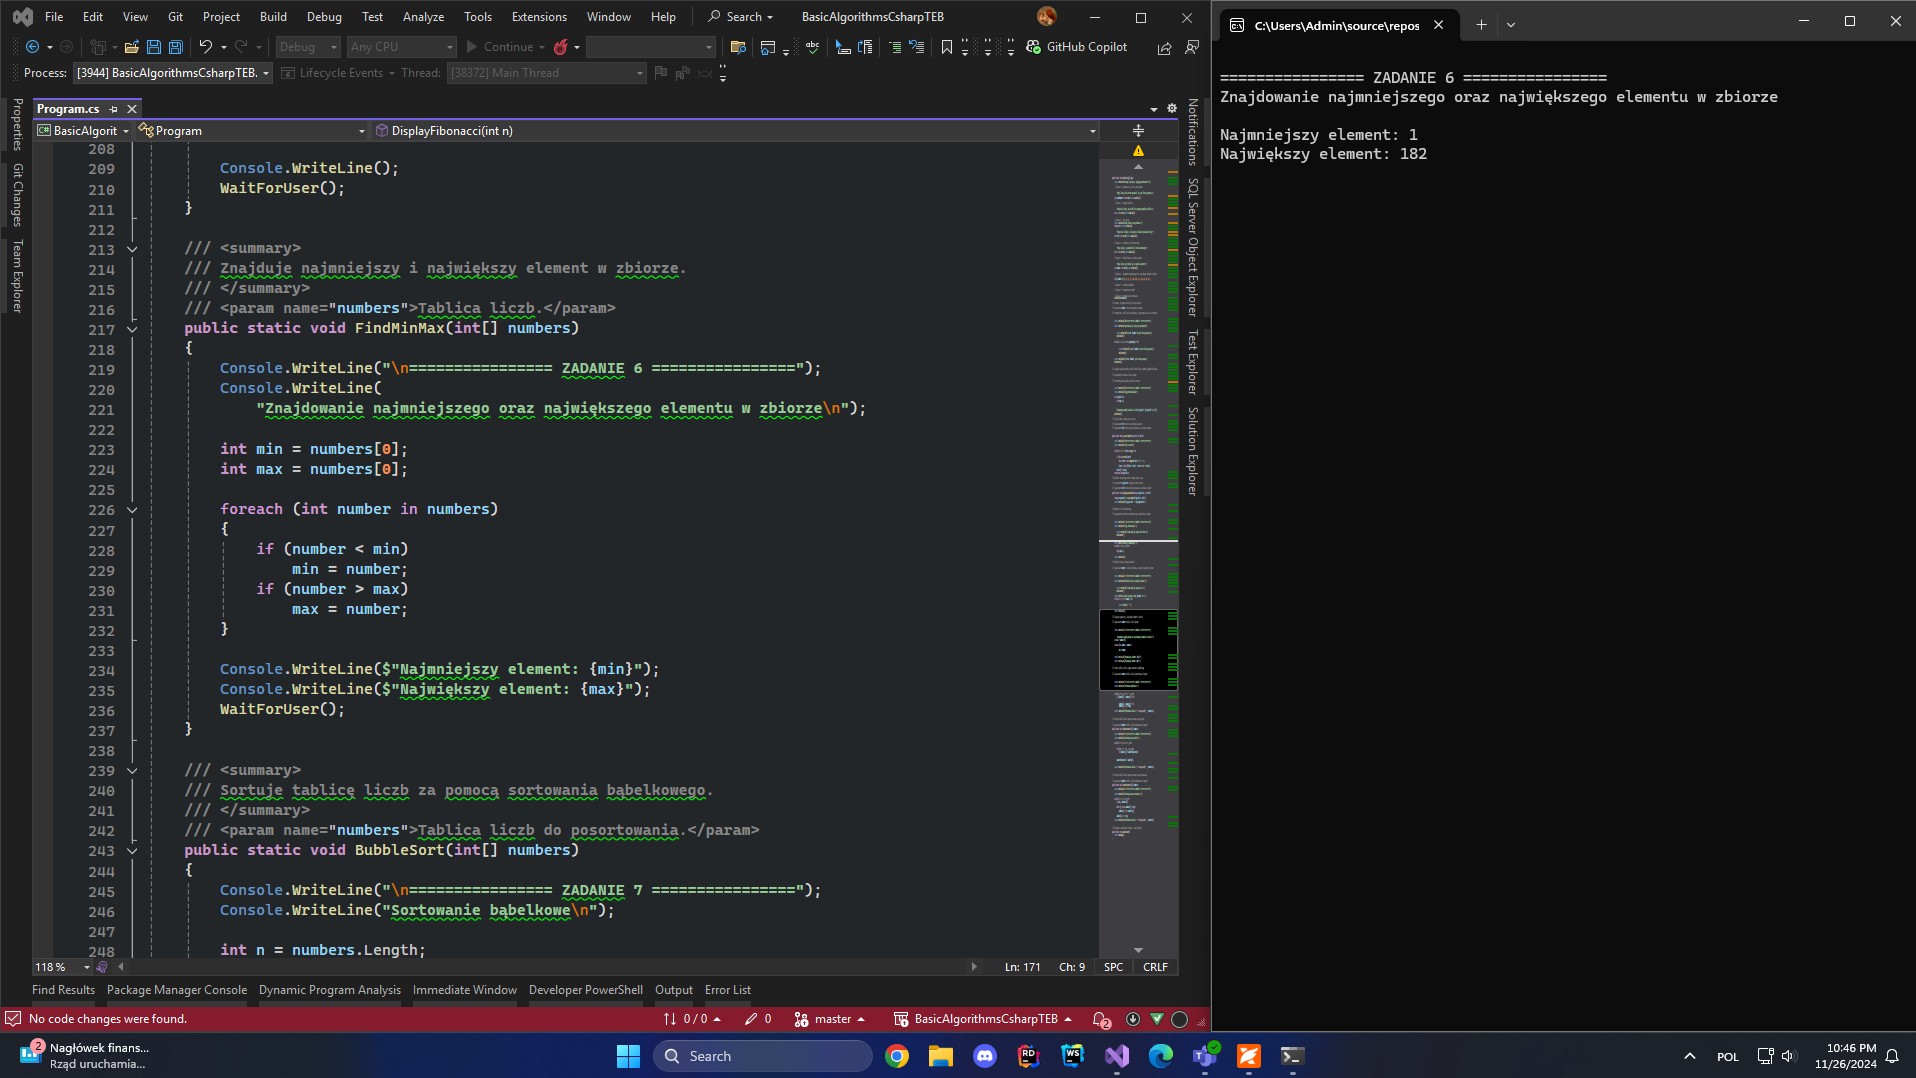 File Edit View Git Project Build Debug Test Analyze Tools Extensions Window Help Search BasicAlgorithmsCsharpTEB
Debug Any CPU Continue GitHub Copilot
Process: [3944] BasicAlgorithmsCsharpTEB. Lifecycle Events Thread: [38372] Main Thread
Program.cs
C# BasicAlgorit Program DisplayFibonacci(int n)
Properties
Git Changes
Team Explorer
208
209 Console.WriteLine();
210 WaitForUser();
211 }
212
213 /// <summary>
214 /// Znajduje najmniejszy i największy element w zbiorze.
215 /// </summary>
216 /// <param name="numbers">Tablica liczb.</param>
217 public static void FindMinMax(int[] numbers)
218 {
219 Console.WriteLine("\n================ ZADANIE 6 ================");
220 Console.WriteLine(
221 "Znajdowanie najmniejszego oraz największego elementu w zbiorze\n");
222
223 int min = numbers[0];
224 int max = numbers[0];
225
226 foreach (int number in numbers)
227 {
228 if (number < min)
229 min = number;
230 if (number > max)
231 max = number;
232 }
233
234 Console.WriteLine($"Najmniejszy element: {min}");
235 Console.WriteLine($"Największy element: {max}");
236 WaitForUser();
237 }
238
239 /// <summary>
240 /// Sortuje tablicę liczb za pomocą sortowania bąbelkowego.
241 /// </summary>
242 /// <param name="numbers">Tablica liczb do posortowania.</param>
243 public static void BubbleSort(int[] numbers)
244 {
245 Console.WriteLine("\n================ ZADANIE 7 ================");
246 Console.WriteLine("Sortowanie bąbelkowe\n");
247
248 int n = numbers.Length;
Notifications
SQL Server Object Explorer
Test Explorer
Solution Explorer
118 % Ln: 171 Ch: 9 SPC CRLF
Find Results Package Manager Console Dynamic Program Analysis Immediate Window Developer PowerShell Output Error List
No code changes were found. 0 / 0 0 master BasicAlgorithmsCsharpTEB 2
C:\Users\Admin\source\repos
================ ZADANIE 6 ================
Znajdowanie najmniejszego oraz największego elementu w zbiorze
Najmniejszy element: 1
Największy element: 182
2 Nagłówek finans...
Rząd uruchamia...
Search
POL
10:46 PM
11/26/2024